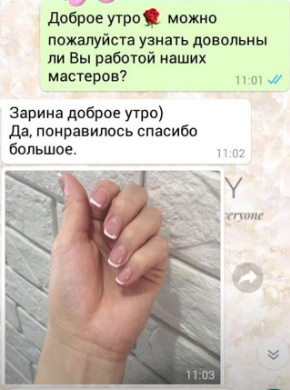 Доброе утро🌹 можно
пожалуйста узнать довольны
ли Вы работой наших
мастеров?
11:01
Зарина доброе утро)
Да, понравилось спасибо
большое.
11:02
Y
eryone
11:03